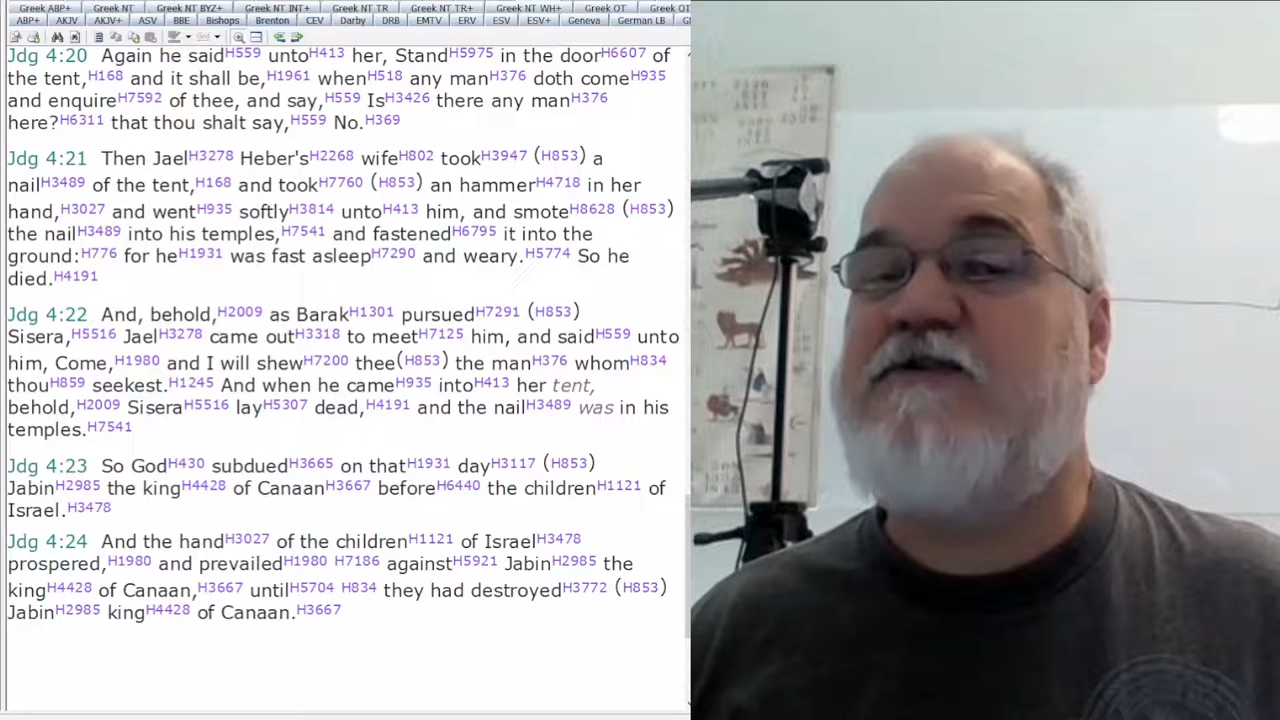 Greek ABP+ Greek NT Greek NT BYZ+ Greek NT INT+ Greek NT TR Greek NT TR+ Greek NT WH+ Greek OT
ABP+ AKJV AKJV+ ASV BBE Bishops Brenton CEV Darby DRB EMTV ERV ESV ESV+ Geneva German LB
Jdg 4:20 Again he saidH559 untoH413 her, StandH5975 in the doorH6607 of
the tent,H168 and it shall be,H1961 whenH518 any manH376 doth comeH935
and enquireH7592 of thee, and say,H559 IsH3426 there any manH376
here?H6311 that thou shalt say,H559 No.H369
Jdg 4:21 Then JaelH3278 Heber'sH2268 wifeH802 tookH3947 (H853) a
nailH3489 of the tent,H168 and tookH7760 (H853) an hammerH4718 in her
hand,H3027 and wentH935 softlyH3814 untoH413 him, and smoteH8628 (H853)
the nailH3489 into his temples,H7541 and fastenedH6795 it into the
ground:H776 for heH1931 was fast asleepH7290 and weary.H5774 So he
died.H4191
Jdg 4:22 And, behold,H2009 as BarakH1301 pursuedH7291 (H853)
Sisera,H5516 JaelH3278 came outH3318 to meetH7125 him, and saidH559 unto
him, Come,H1980 and I will shewH7200 thee(H853) the manH376 whomH834
thouH859 seekest.H1245 And when he cameH935 intoH413 her tent,
behold,H2009 SiseraH5516 layH5307 dead,H4191 and the nailH3489 was in his
temples.H7541
Jdg 4:23 So GodH430 subduedH3665 on thatH1931 dayH3117 (H853)
JabinH2985 the kingH4428 of CanaanH3667 beforeH6440 the childrenH1121 of
Israel.H3478
Jdg 4:24 And the handH3027 of the childrenH1121 of IsraelH3478
prospered,H1980 and prevailedH1980 H7186 againstH5921 JabinH2985 the
kingH4428 of Canaan,H3667 untilH5704 H834 they had destroyedH3772 (H853)
JabinH2985 kingH4428 of Canaan.H3667